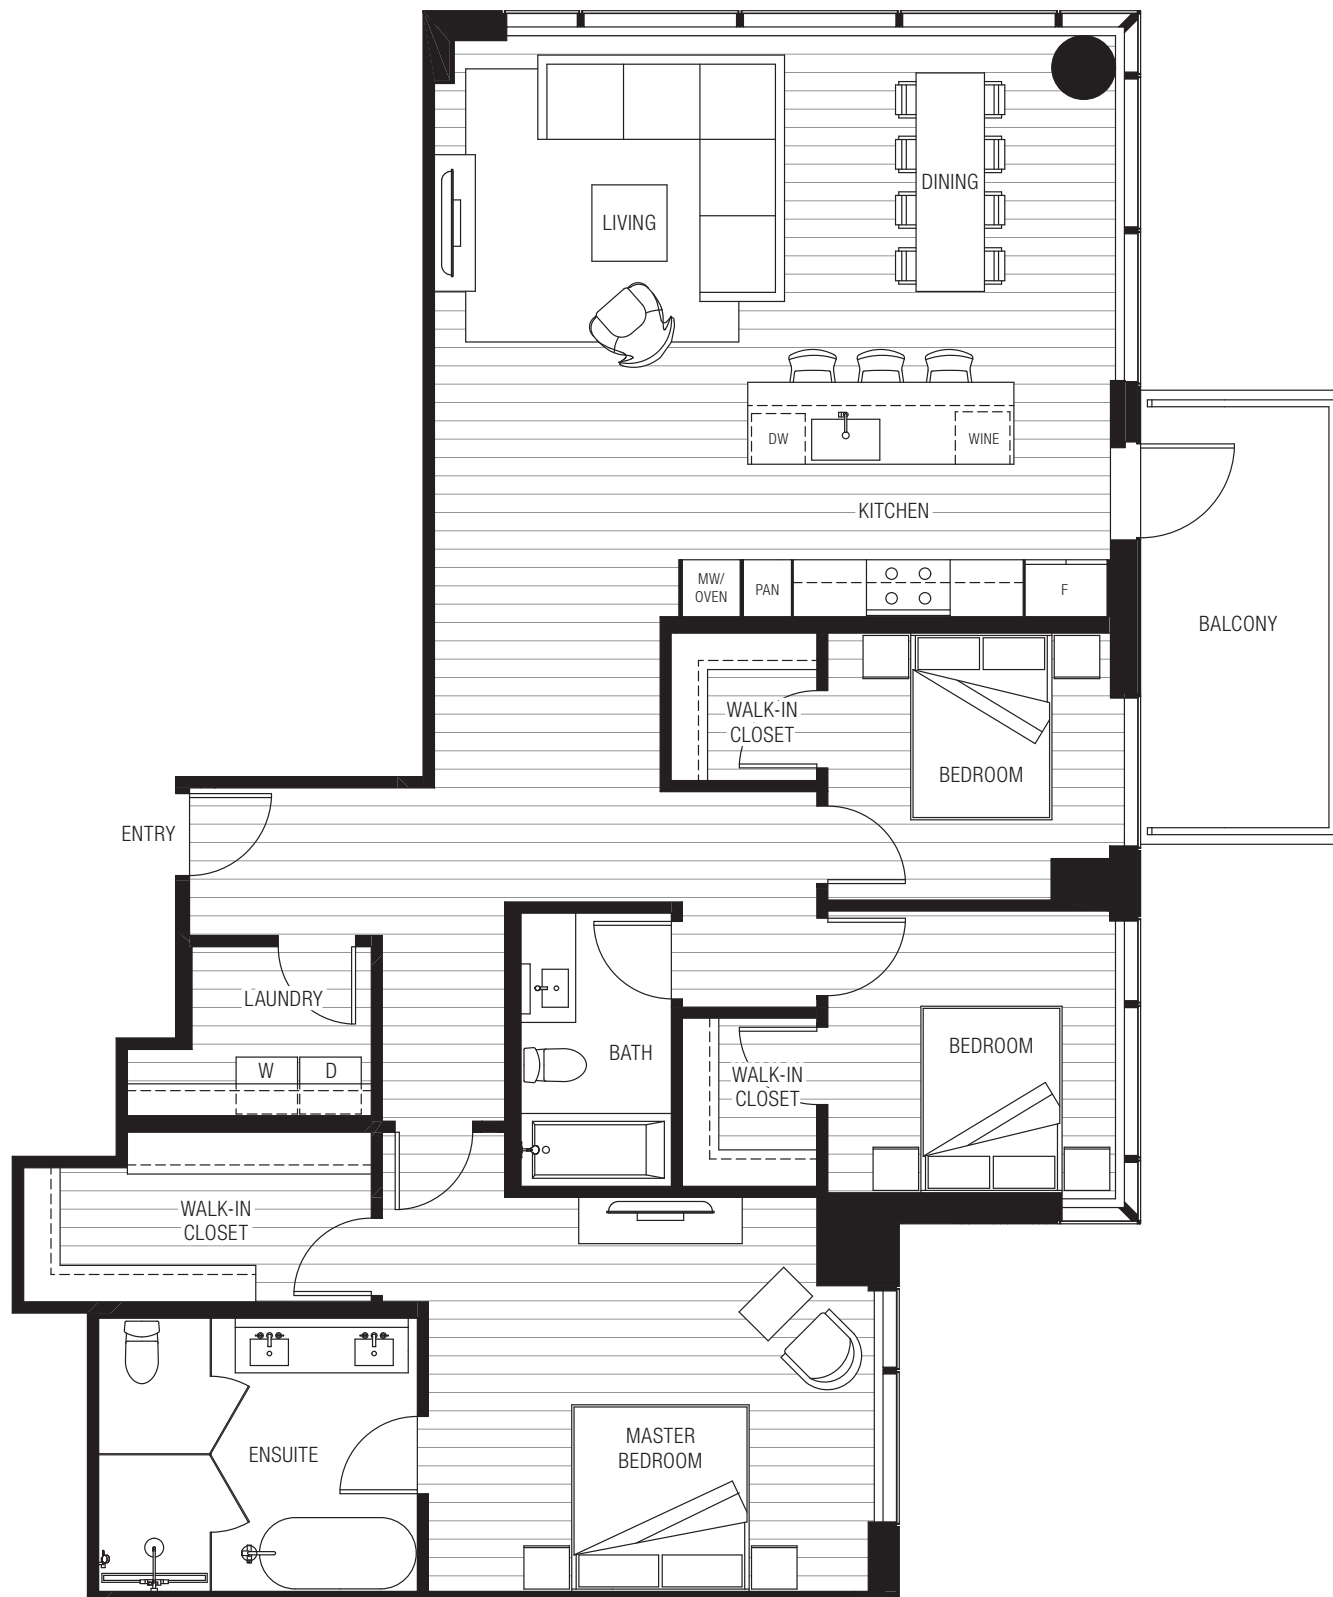 DINING
LIVING
DW
WINE
KITCHEN
MW/
OVEN
PAN
F
BALCONY
WALK-IN
CLOSET
BEDROOM
ENTRY
LAUNDRY
W
D
BATH
BEDROOM
WALK-IN
CLOSET
WALK-IN
CLOSET
MASTER
BEDROOM
ENSUITE